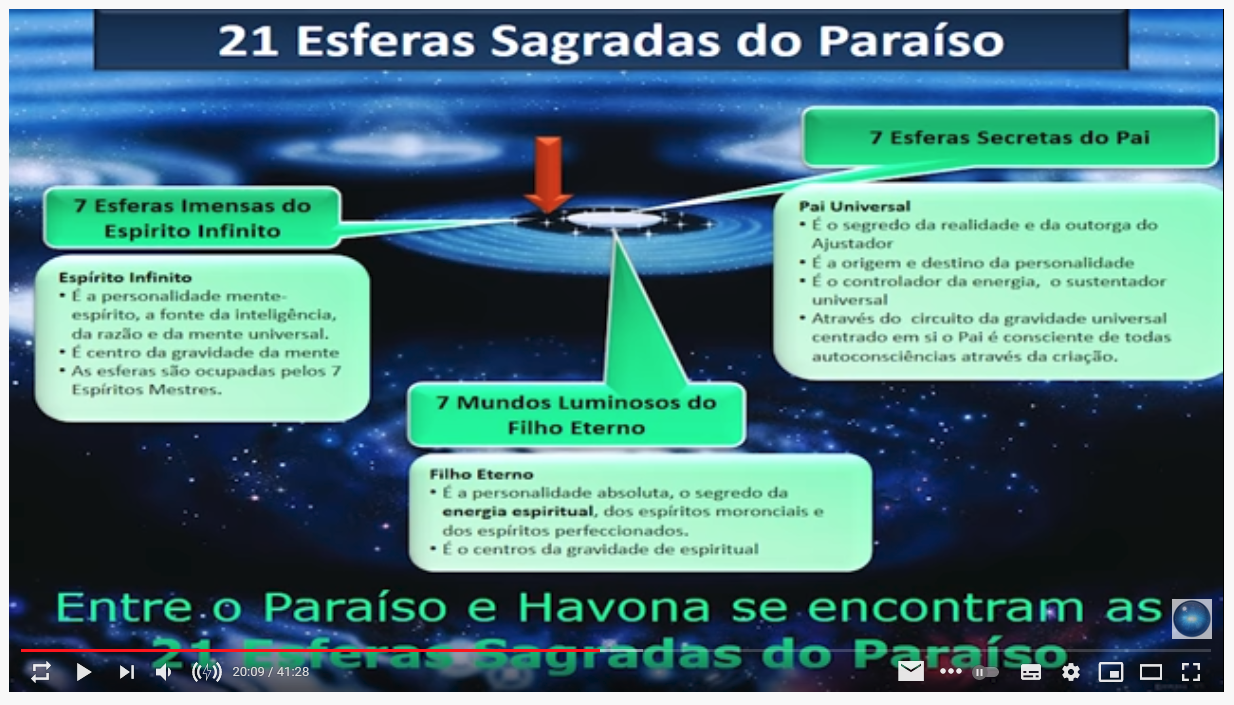 21 Esferas Sagradas do Paraíso
7 Esferas Secretas do Pai
Pai Universal
• É o segredo da realidade e da outorga do
Ajustador
• É a origem e destino da personalidade
• É o controlador da energia, o sustentador
universal
• Através do circuito da gravidade universal
centrado em si o Pai é consciente de todas
autoconsciências através da criação.
7 Esferas Imensas do
Espirito Infinito
Espírito Infinito
• É a personalidade mente-
espírito, a fonte da inteligência,
da razão e da mente universal.
• É centro da gravidade da mente
• As esferas são ocupadas pelos 7
Espíritos Mestres.
7 Mundos Luminosos do
Filho Eterno
Filho Eterno
• É a personalidade absoluta, o segredo da
energia espiritual, dos espíritos moronciais e
dos espíritos perfeccionados.
• É o centros da gravidade de espiritual
Entre o Paraíso e Havona se encontram as
21 Esferas Sagradas do Paraíso
20:09 / 41:28